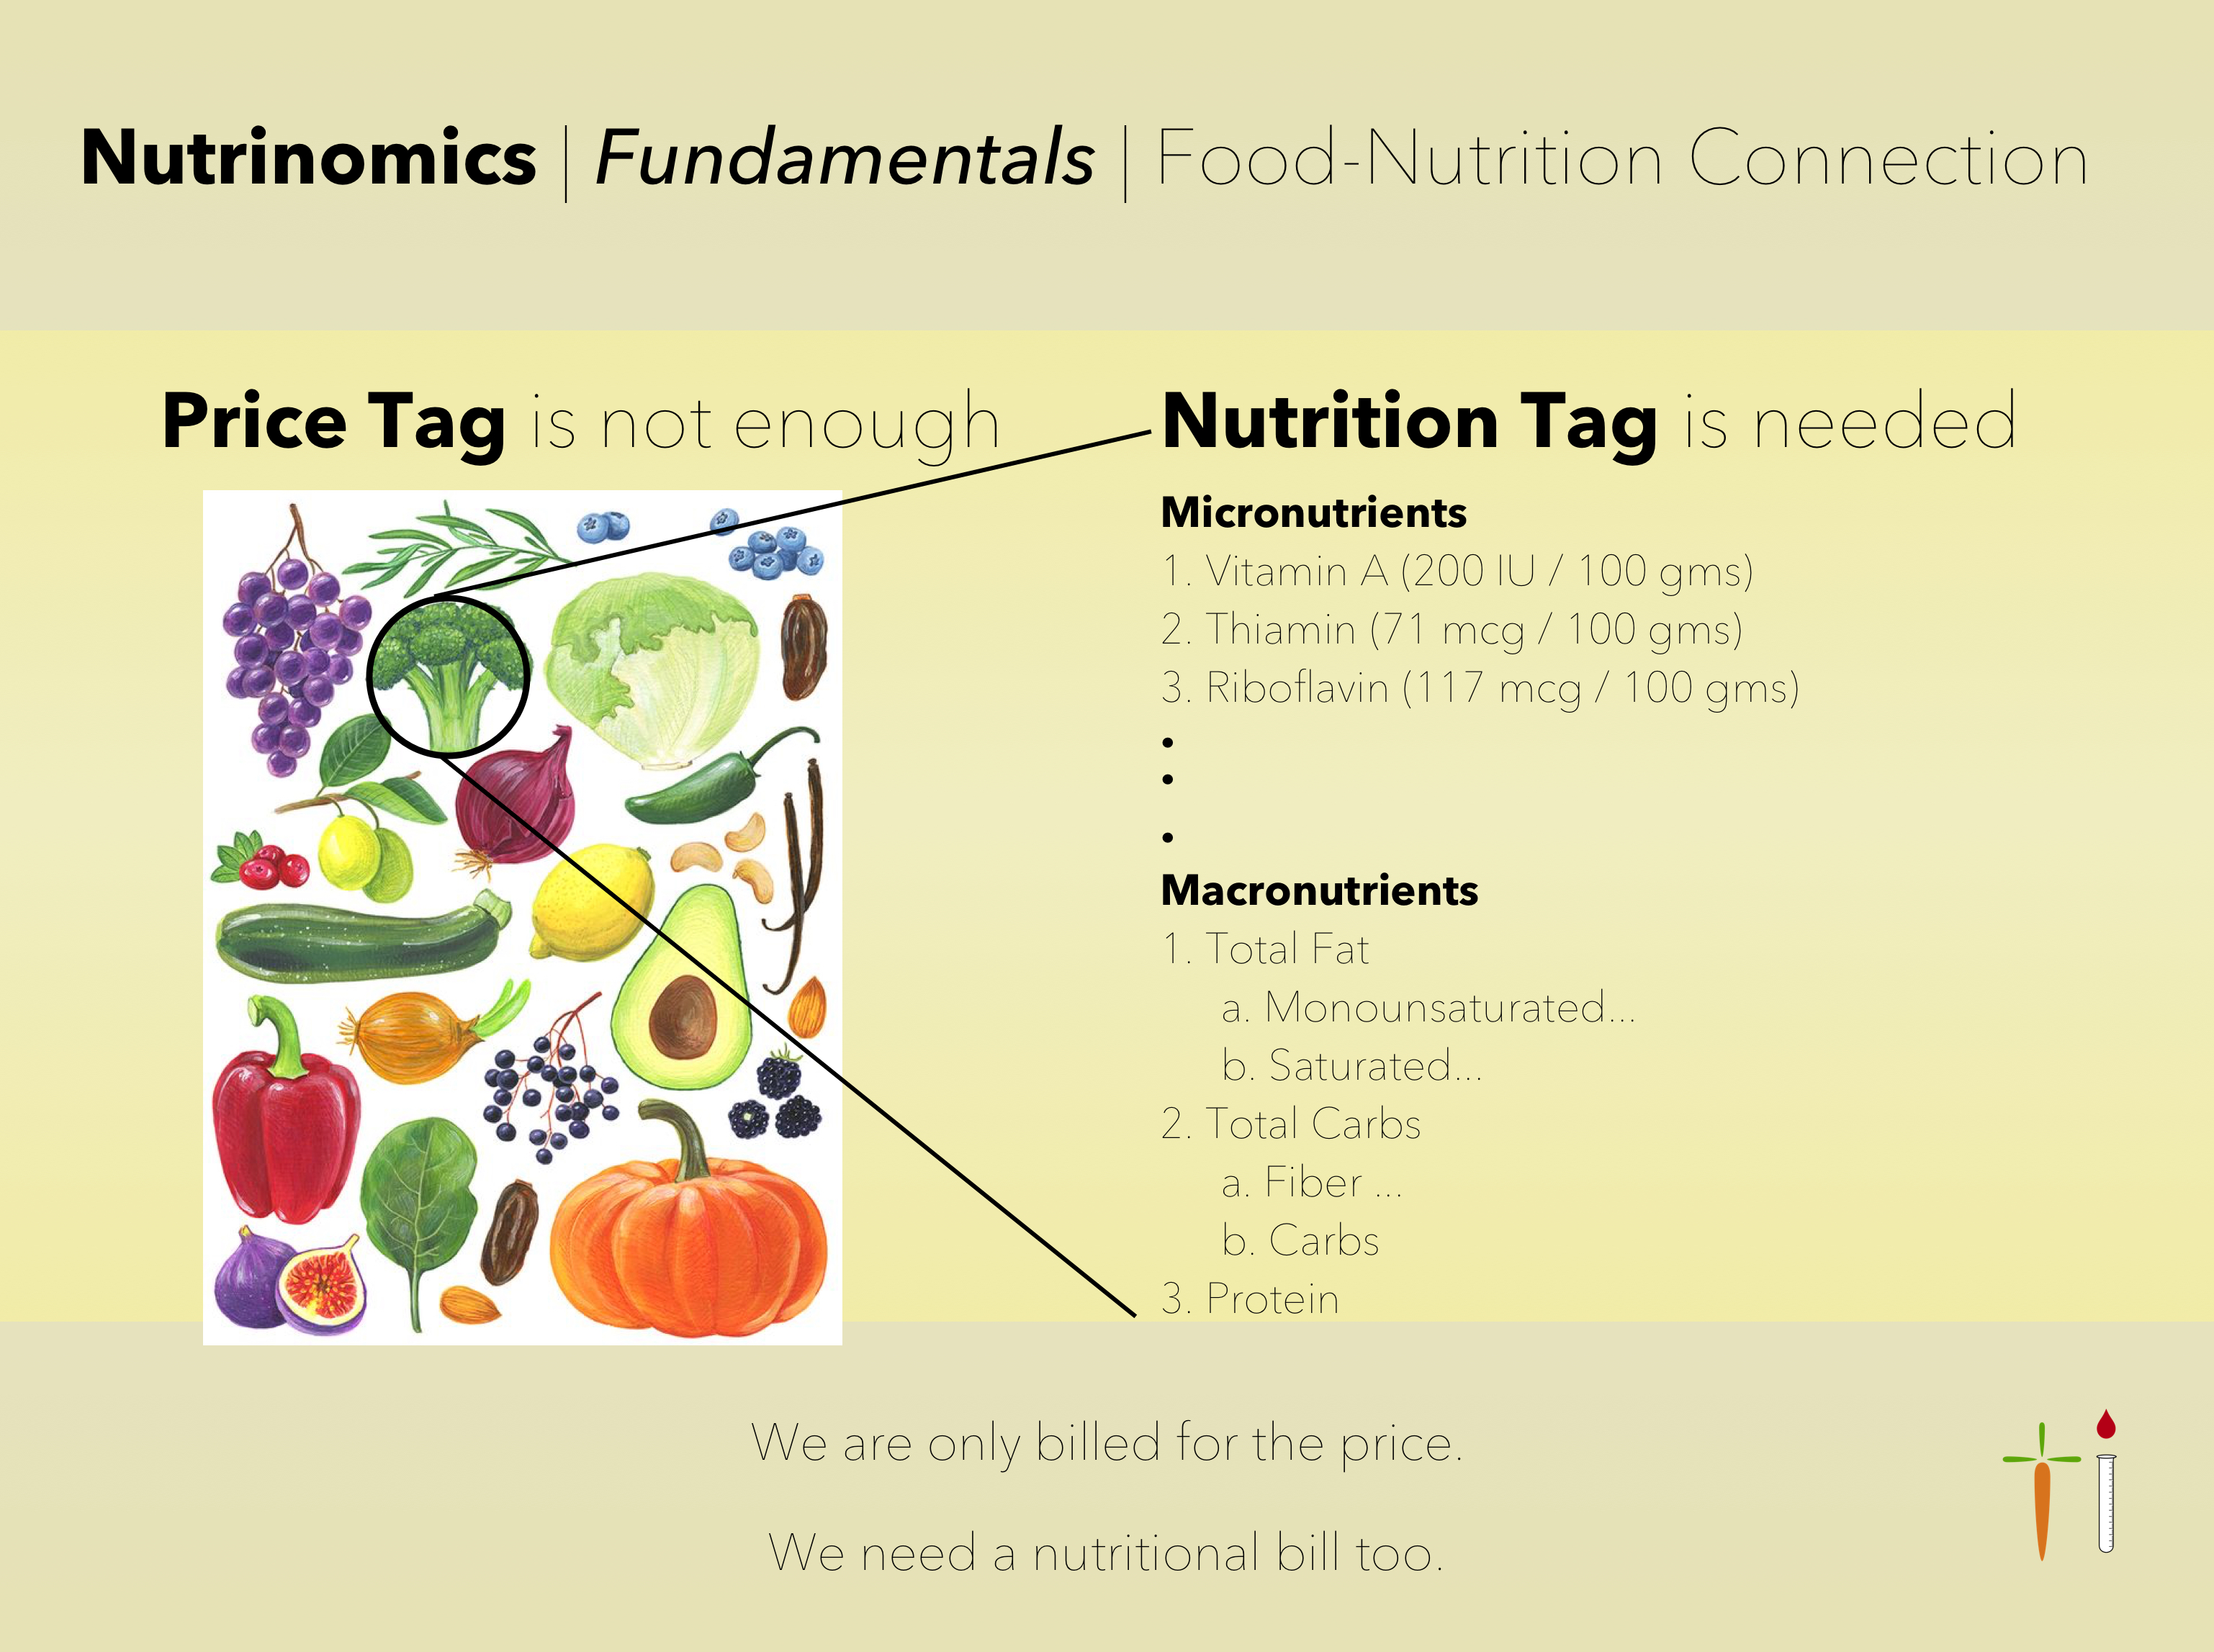 Nutrinomics | Fundamentals | Food-Nutrition Connection
Price Tag is not enough
Nutrition Tag is needed
Micronutrients
1. Vitamin A (200 IU / 100 gms)
2. Thiamin (71 mcg / 100 gms)
3. Riboflavin (117 mcg / 100 gms)
•
•
•
Macronutrients
1. Total Fat
a. Monounsaturated...
b. Saturated...
2. Total Carbs
a. Fiber ...
b. Carbs
3. Protein
We are only billed for the price.
We need a nutritional bill too.